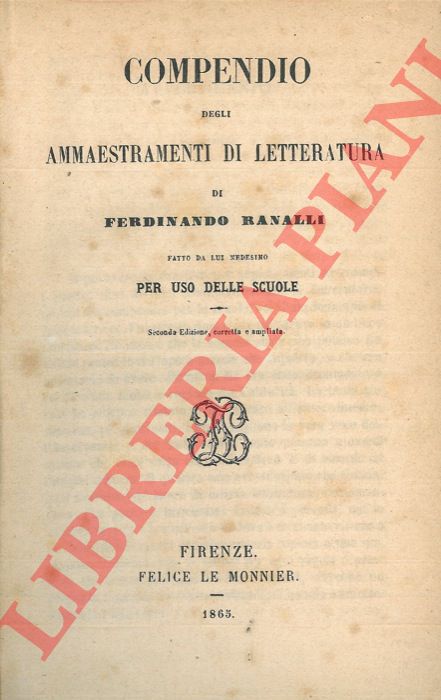 COMPENDIO
DEGLI
AMMAESTRAMENTI DI LETTERATURA
DI
FERDINANDO RANALLI
FATTO DA LUI MEDESIMO
PER USO DELLE SCUOLE
Seconda Edizione, corretta e ampliata.
FIRENZE.
FELICE LE MONNIER.
1865.
LIBRERIA PIANI